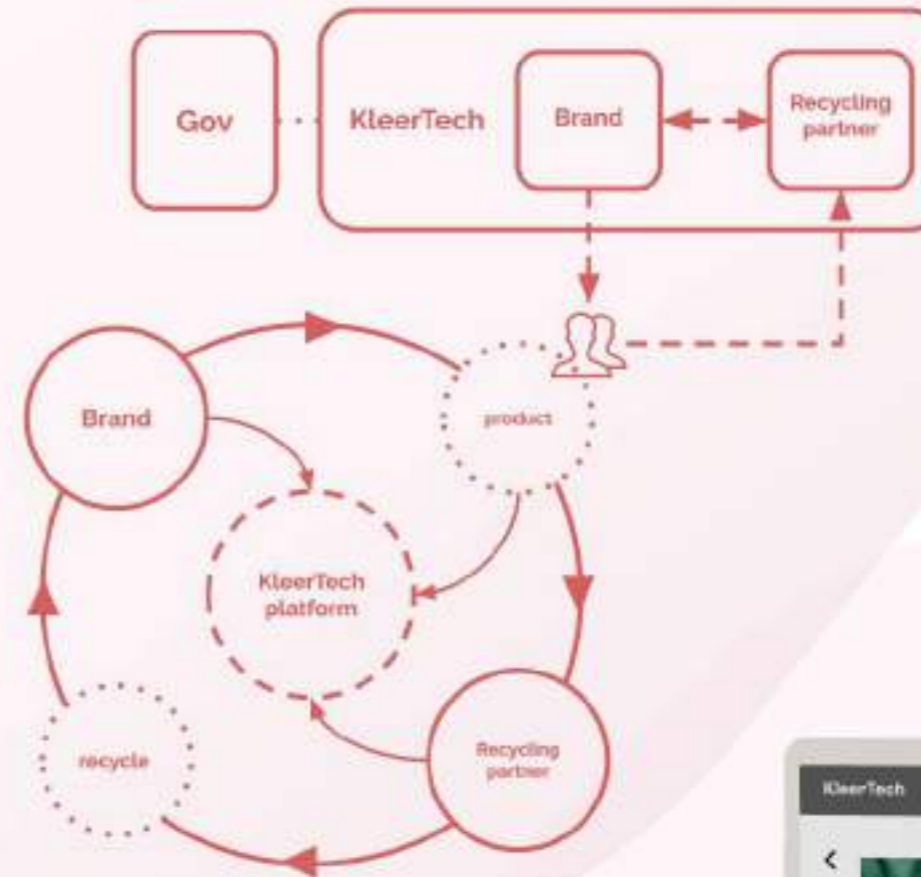 Gov
KleerTech
Brand
Recycling
partner
Brand
product
KleerTech
platform
Recycling
partner
recycle
KleerTech